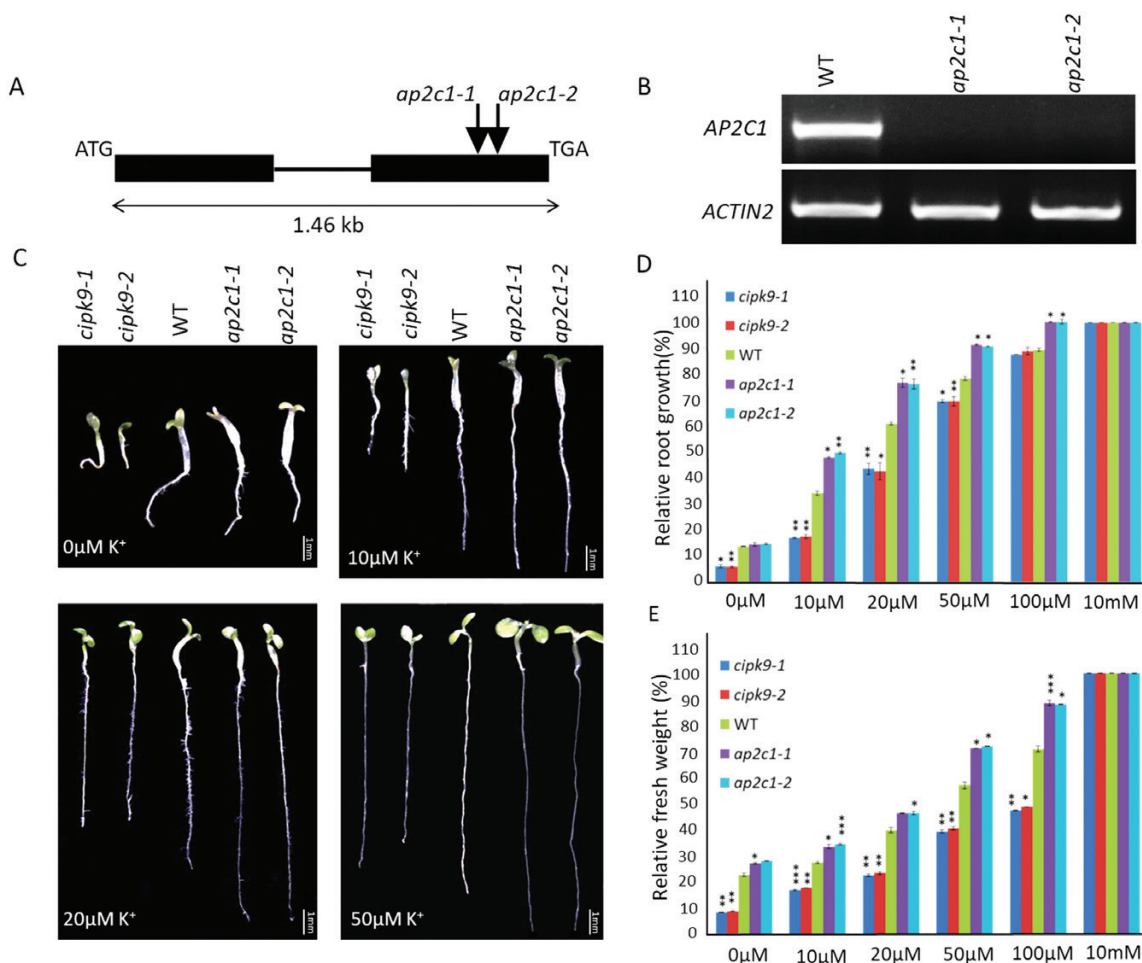 A
ap2c1-1 ap2c1-2
ATG TGA
1.46 kb
B
WT ap2c1-1 ap2c1-2
AP2C1
ACTIN2
C
cipk9-1 cipk9-2 WT ap2c1-1 ap2c1-2
cipk9-1 cipk9-2 WT ap2c1-1 ap2c1-2
0µM K⁺ 1mm
10µM K⁺ 1mm
20µM K⁺ 1mm
50µM K⁺ 1mm
D
Relative root growth(%)
110
100
90
80
70
60
50
40
30
20
10
0
cipk9-1
cipk9-2
WT
ap2c1-1
ap2c1-2
* ** ** ** * ** ** * * ** * ** * * * *
0µM 10µM 20µM 50µM 100µM 10mM
E
Relative fresh weight (%)
110
100
90
80
70
60
50
40
30
20
10
0
cipk9-1
cipk9-2
WT
ap2c1-1
ap2c1-2
** ** * *** ** * *** ** ** * ** ** * * ** * *** *
0µM 10µM 20µM 50µM 100µM 10mM